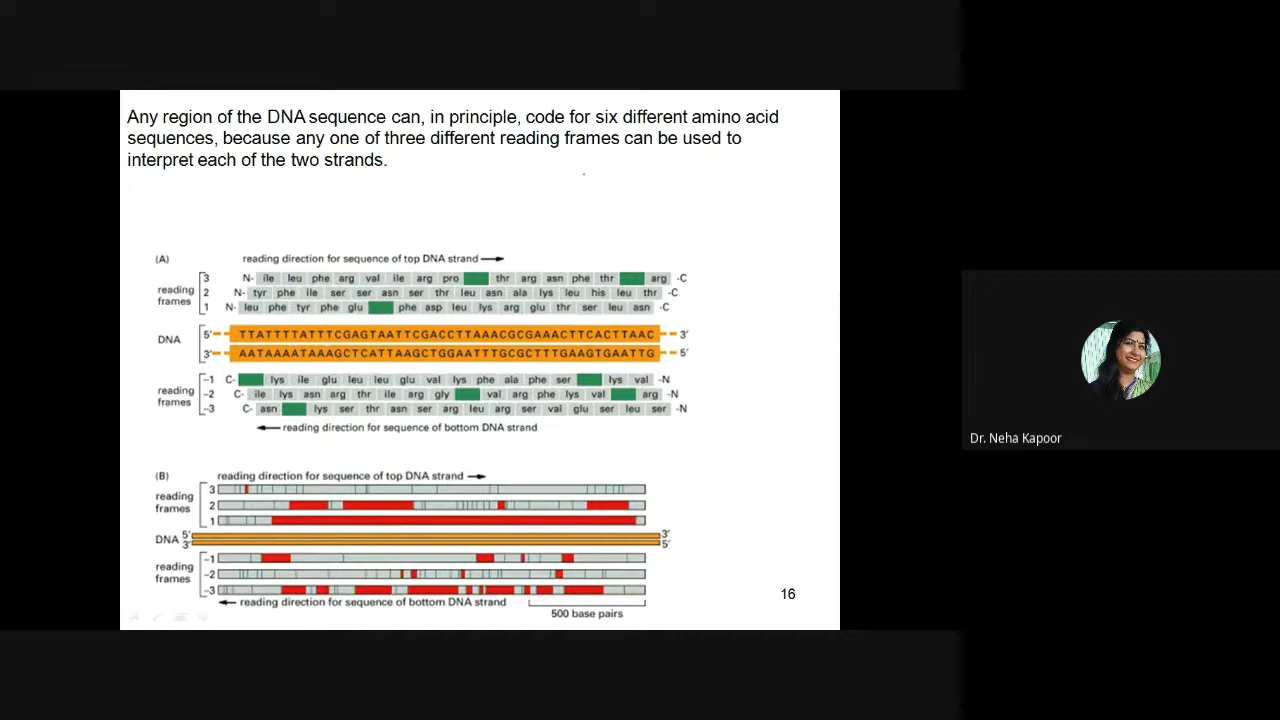 Any region of the DNA sequence can, in principle, code for six different amino acid
sequences, because any one of three different reading frames can be used to
interpret each of the two strands.
(A) reading direction for sequence of top DNA strand
reading frames
3 N- ile leu phe arg val ile arg pro thr arg asn phe thr arg -C
2 N- tyr phe ile ser ser asn ser thr leu asn ala lys leu his leu thr -C
1 N- leu phe tyr phe glu phe asp leu lys arg glu thr ser leu asn -C
DNA
5' TTATTTTATTTCGAGTAATTCGACCTTAAACGCGAAACTTCACTTAAC 3'
3' AATAAAATAAAGCTCATTAAGCTGGAATTTGCGCTTTGAAGTGAATTG 5'
reading frames
-1 C- lys ile glu leu leu glu val lys phe ala phe ser lys val -N
-2 C- ile lys asn arg thr ile arg gly val arg phe lys val arg -N
-3 C- asn lys ser thr asn ser arg leu arg ser val glu ser leu ser -N
reading direction for sequence of bottom DNA strand
(B) reading direction for sequence of top DNA strand
reading frames
3
2
1
DNA
5' 3'
3' 5'
reading frames
-1
-2
-3
reading direction for sequence of bottom DNA strand
500 base pairs
16
Dr. Neha Kapoor